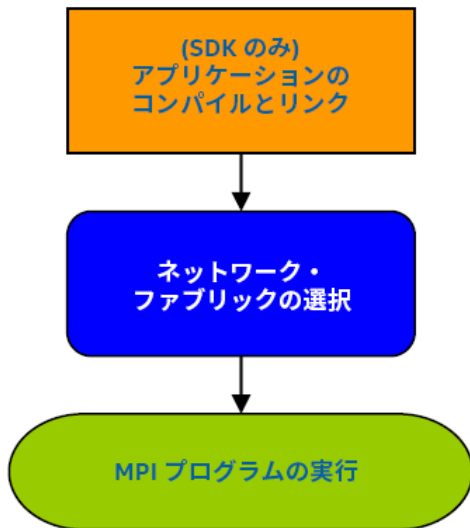 (SDK のみ)
アプリケーションの
コンパイルとリンク
ネットワーク・
ファブリックの選択
MPI プログラムの実行